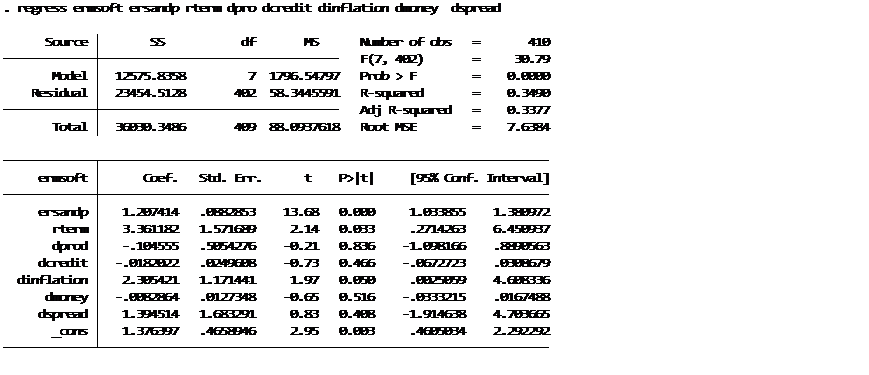 . regress ermsoft ersandp rterm dpro dcredit dinflation dmoney dspread
Source SS df MS Number of obs = 410
F(7, 402) = 30.79
Model 12575.8358 7 1796.54797 Prob > F = 0.0000
Residual 23454.5128 402 58.3445591 R-squared = 0.3490
Adj R-squared = 0.3377
Total 36030.3486 409 88.0937618 Root MSE = 7.6384
ermsoft Coef. Std. Err. t P>|t| [95% Conf. Interval]
ersandp 1.207414 .0882853 13.68 0.000 1.033855 1.380972
rterm 3.361182 1.571689 2.14 0.033 .2714263 6.450937
dprod -.104555 .5054276 -0.21 0.836 -1.098166 .8890563
dcredit -.0182022 .0249608 -0.73 0.466 -.0672723 .0308679
dinflation 2.305421 1.171441 1.97 0.050 .0025059 4.608336
dmoney -.0082864 .0127348 -0.65 0.516 -.0333215 .0167488
dspread 1.394514 1.683291 0.83 0.408 -1.914638 4.703665
_cons 1.376397 .4658946 2.95 0.003 .4605034 2.292292